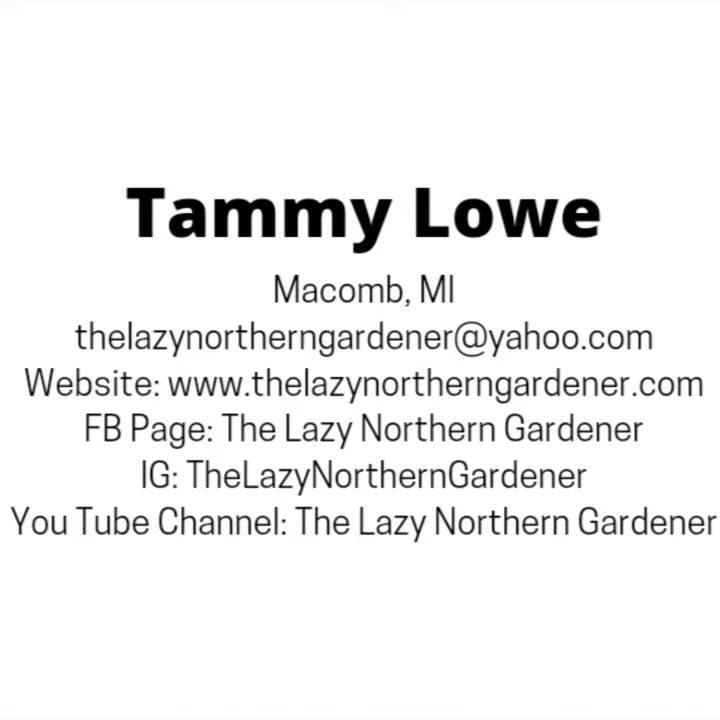 Tammy Lowe
Macomb, MI
thelazynortherngardener@yahoo.com
Website: www.thelazynortherngardener.com
FB Page: The Lazy Northern Gardener
IG: TheLazyNorthernGardener
You Tube Channel: The Lazy Northern Gardener